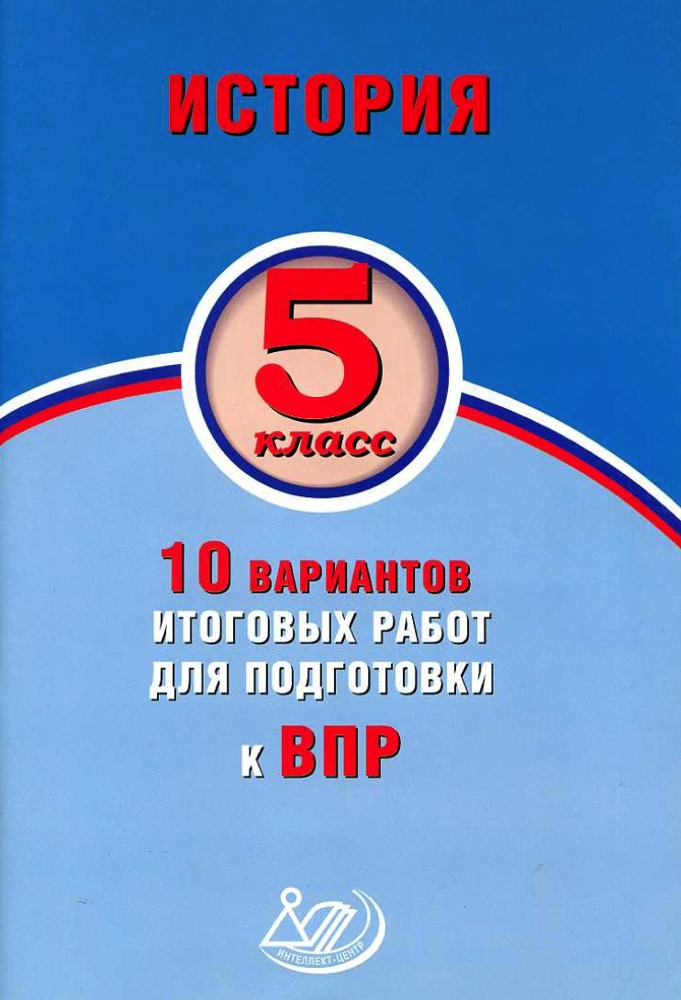 ИСТОРИЯ
5
класс
10 ВАРИАНТОВ
ИТОГОВЫХ РАБОТ
ДЛЯ ПОДГОТОВКИ
К ВПР
ИНТЕЛЛЕКТ-ЦЕНТР